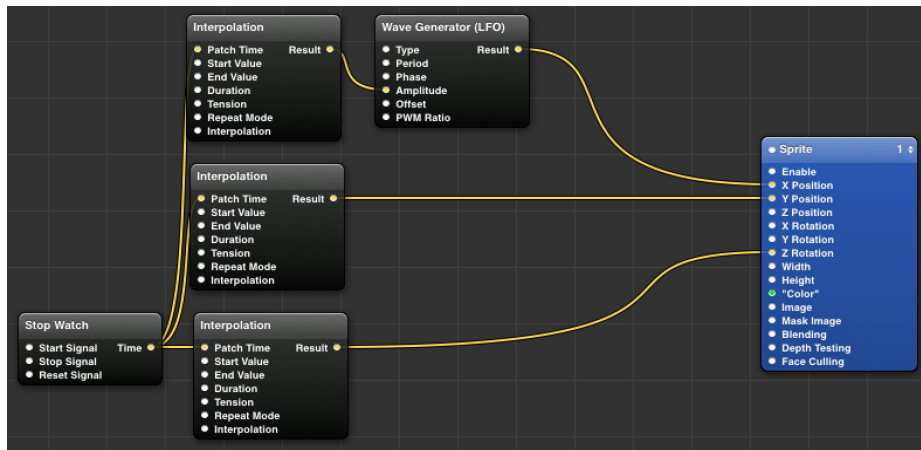 Interpolation
Patch Time Result
Start Value
End Value
Duration
Tension
Repeat Mode
Interpolation
Wave Generator (LFO)
Type Result
Period
Phase
Amplitude
Offset
PWM Ratio
Interpolation
Patch Time Result
Start Value
End Value
Duration
Tension
Repeat Mode
Interpolation
Stop Watch
Start Signal Time
Stop Signal
Reset Signal
Interpolation
Patch Time Result
Start Value
End Value
Duration
Tension
Repeat Mode
Interpolation
Sprite 1
Enable
X Position
Y Position
Z Position
X Rotation
Y Rotation
Z Rotation
Width
Height
"Color"
Image
Mask Image
Blending
Depth Testing
Face Culling